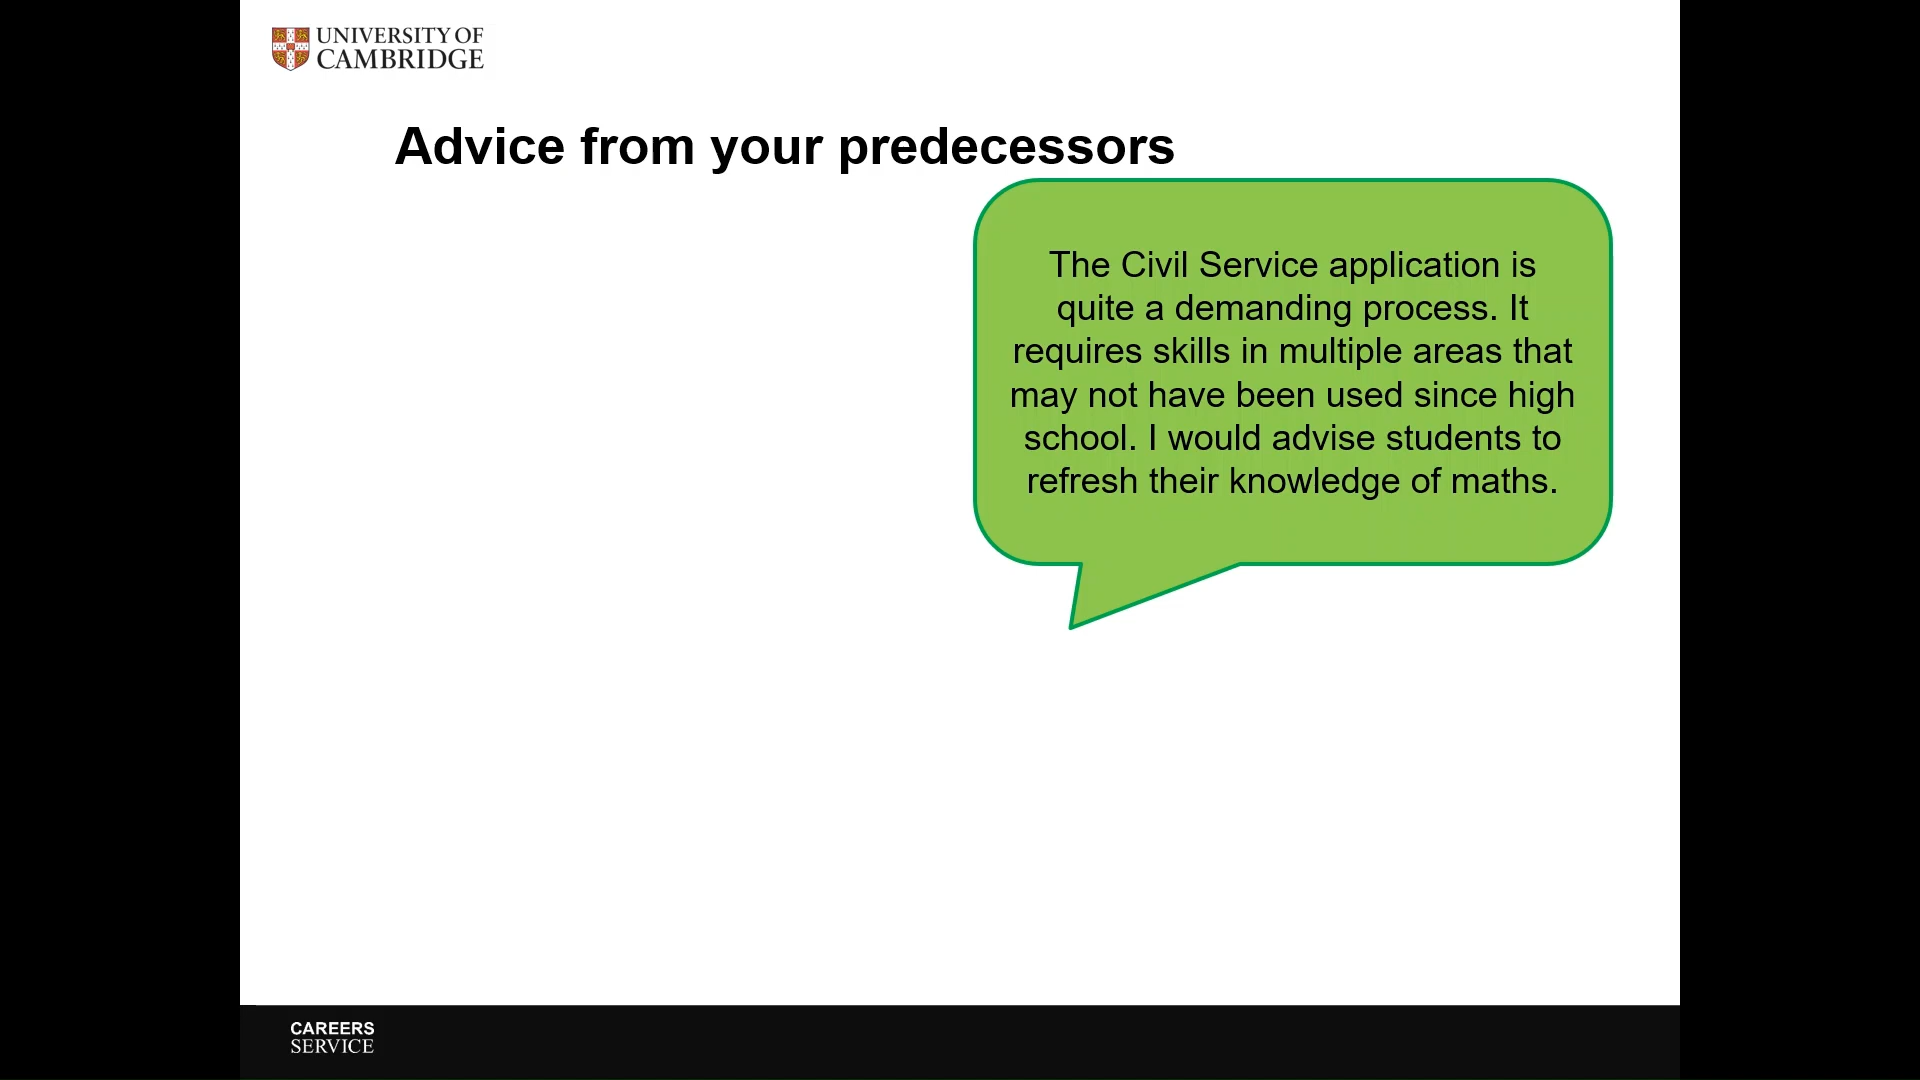 UNIVERSITY OF
CAMBRIDGE
Advice from your predecessors
The Civil Service application is
quite a demanding process. It
requires skills in multiple areas that
may not have been used since high
school. I would advise students to
refresh their knowledge of maths.
CAREERS
SERVICE